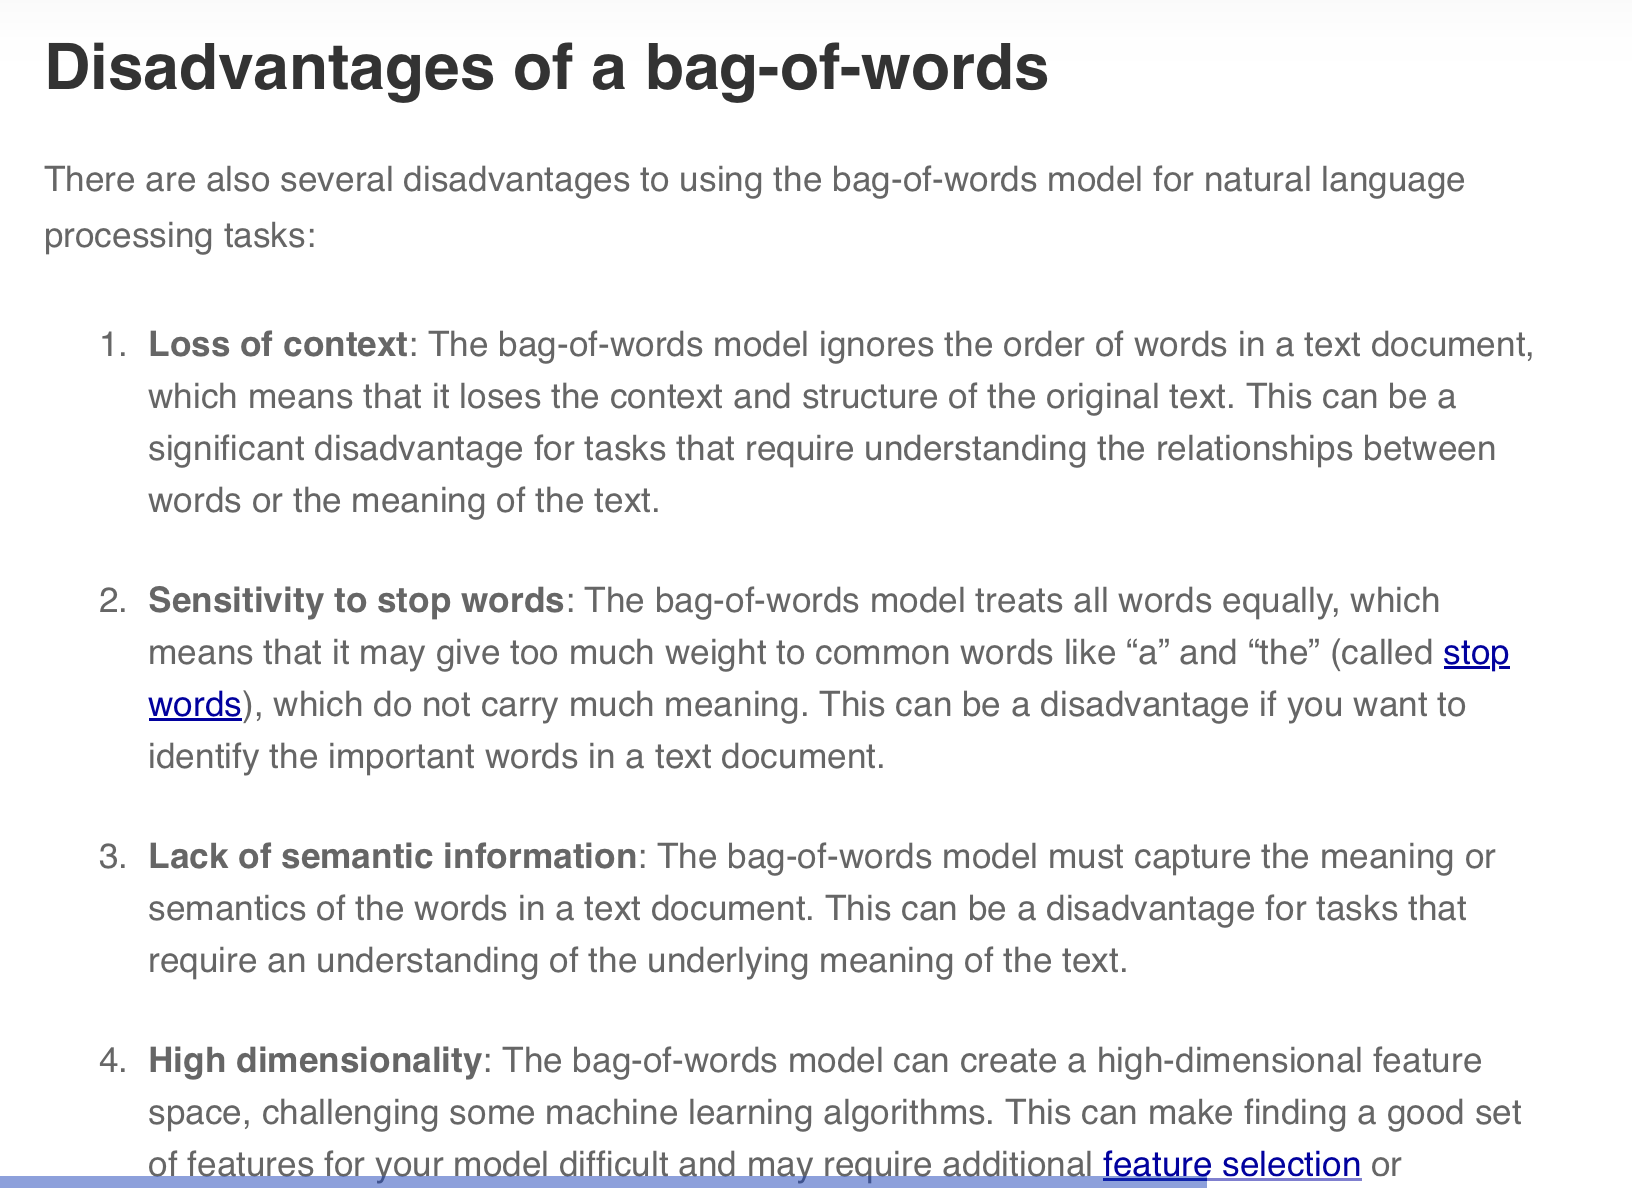 Disadvantages of a bag-of-words
There are also several disadvantages to using the bag-of-words model for natural language
processing tasks:
1. Loss of context: The bag-of-words model ignores the order of words in a text document,
which means that it loses the context and structure of the original text. This can be a
significant disadvantage for tasks that require understanding the relationships between
words or the meaning of the text.
2. Sensitivity to stop words: The bag-of-words model treats all words equally, which
means that it may give too much weight to common words like “a” and “the” (called stop
words), which do not carry much meaning. This can be a disadvantage if you want to
identify the important words in a text document.
3. Lack of semantic information: The bag-of-words model must capture the meaning or
semantics of the words in a text document. This can be a disadvantage for tasks that
require an understanding of the underlying meaning of the text.
4. High dimensionality: The bag-of-words model can create a high-dimensional feature
space, challenging some machine learning algorithms. This can make finding a good set
of features for your model difficult and may require additional feature selection or